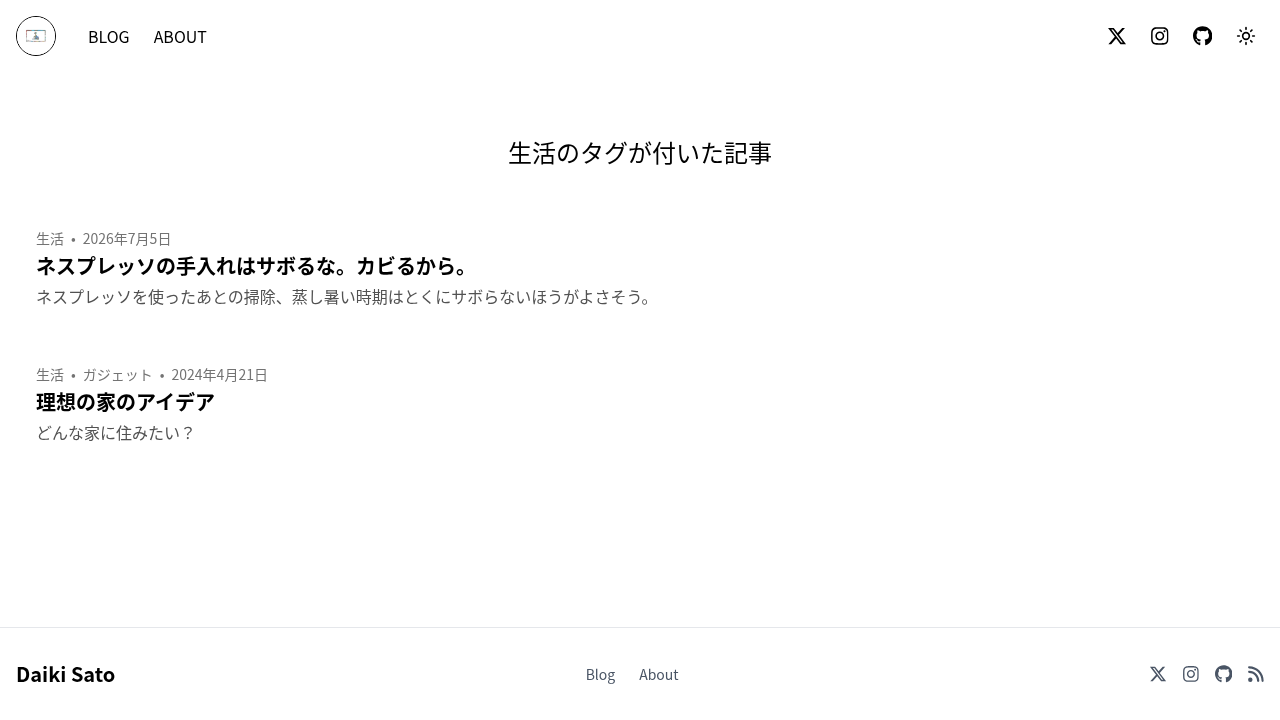 BLOG ABOUT
生活のタグが付いた記事
生活 • 2026年7月5日
ネスプレッソの手入れはサボるな。カビるから。
ネスプレッソを使ったあとの掃除、蒸し暑い時期はとくにサボらないほうがよさそう。
生活 • ガジェット • 2024年4月21日
理想の家のアイデア
どんな家に住みたい？
Daiki Sato
Blog About